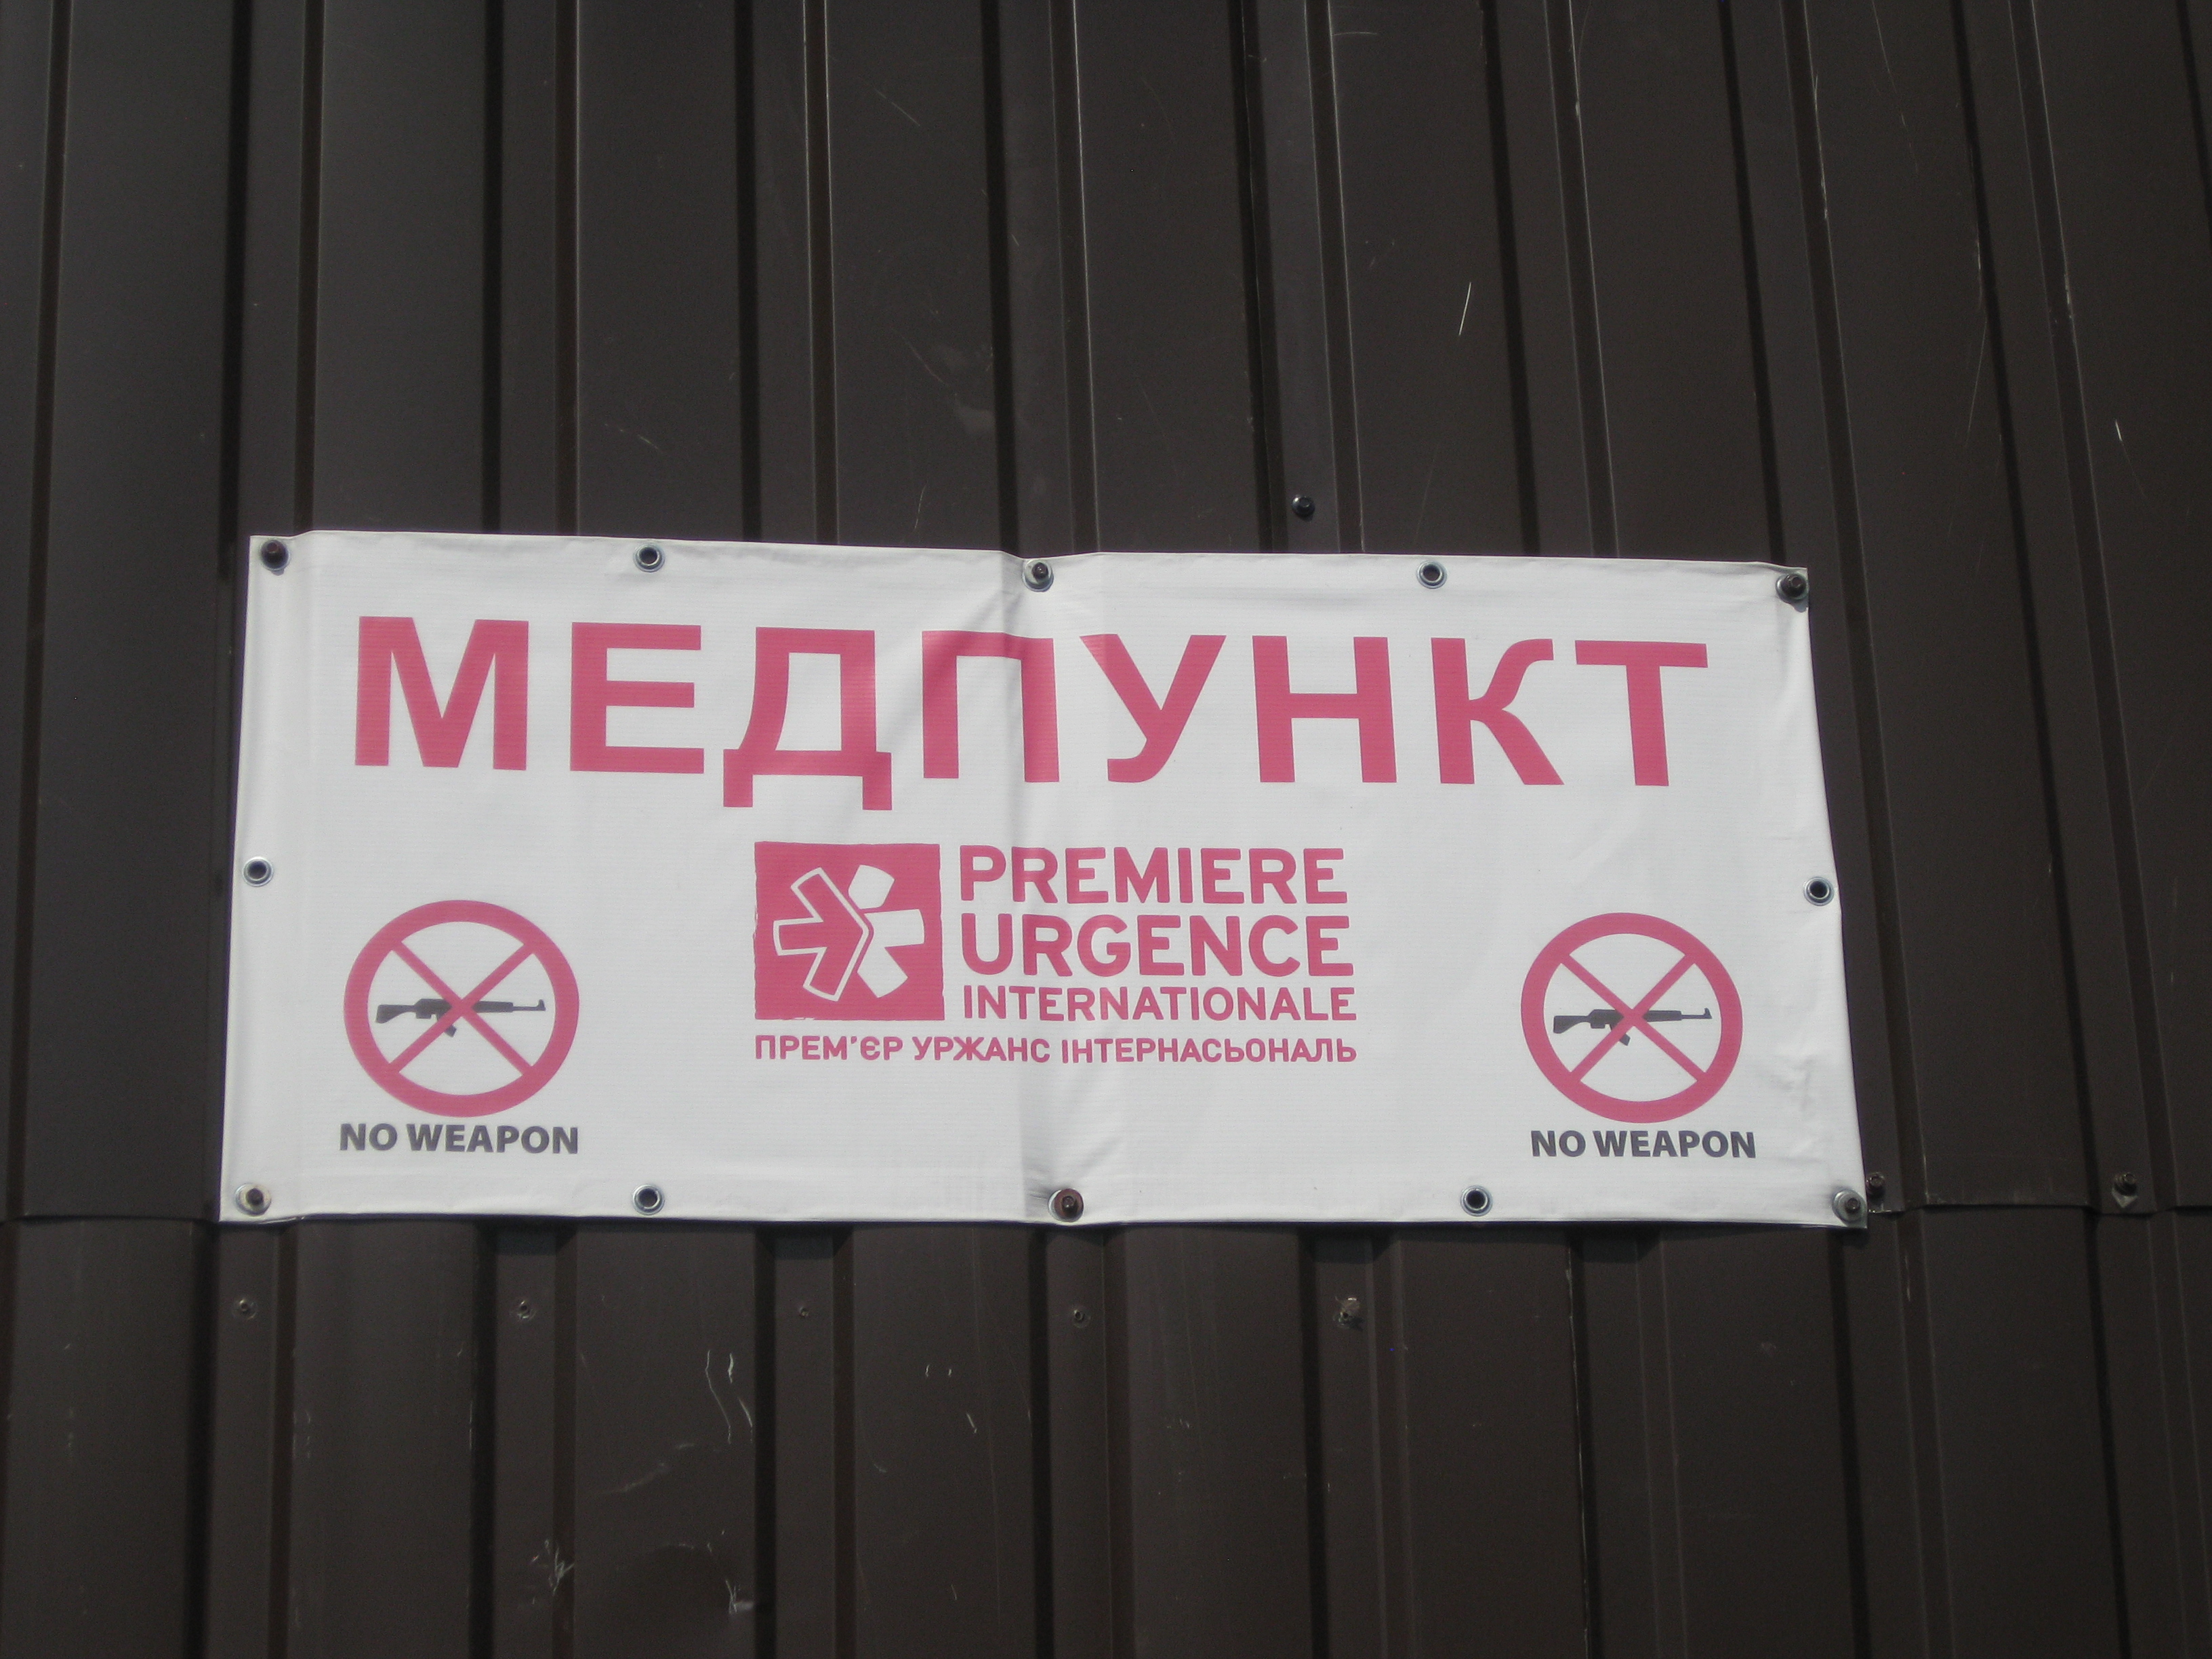 МЕДПУНКТ
PREMIERE
URGENCE
INTERNATIONALE
ПРЕМ'ЄР УРЖАНС ІНТЕРНАСЬОНАЛЬ
NO WEAPON
NO WEAPON